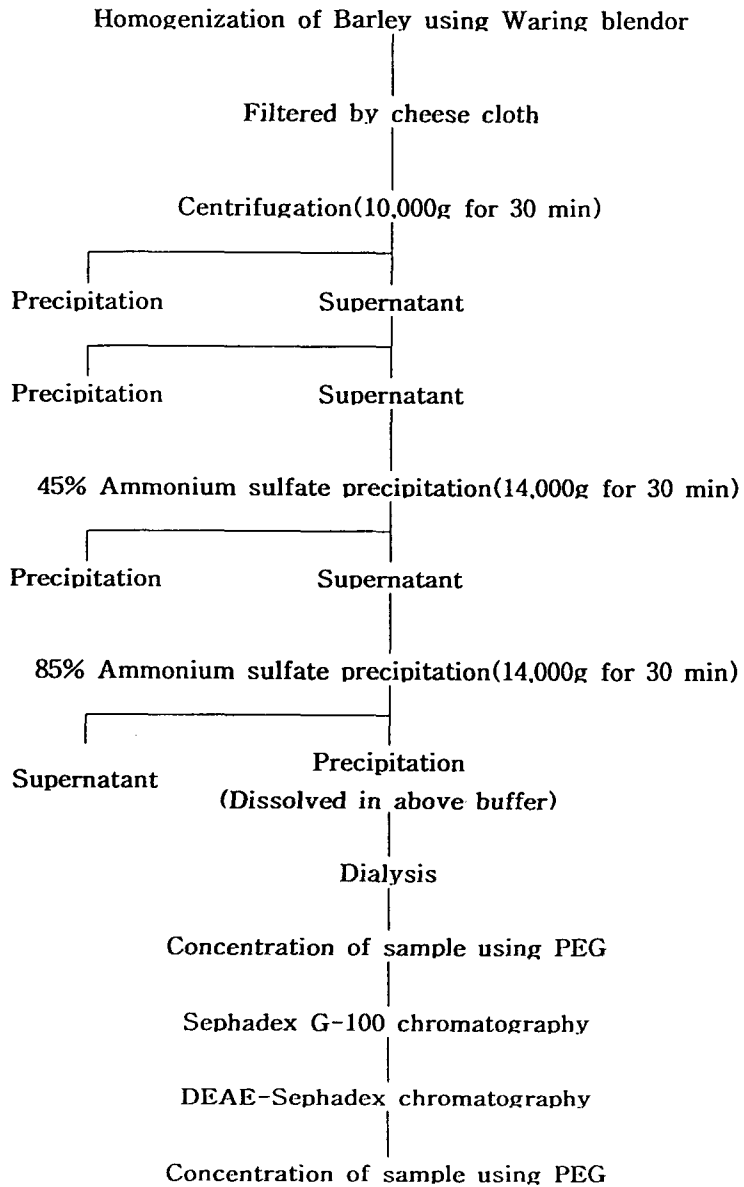 Homogenization of Barley using Waring blendor
Filtered by cheese cloth
Centrifugation(10,000g for 30 min)
Precipitation Supernatant
Precipitation Supernatant
45% Ammonium sulfate precipitation(14,000g for 30 min)
Precipitation Supernatant
85% Ammonium sulfate precipitation(14,000g for 30 min)
Supernatant Precipitation
(Dissolved in above buffer)
Dialysis
Concentration of sample using PEG
Sephadex G-100 chromatography
DEAE-Sephadex chromatography
Concentration of sample using PEG